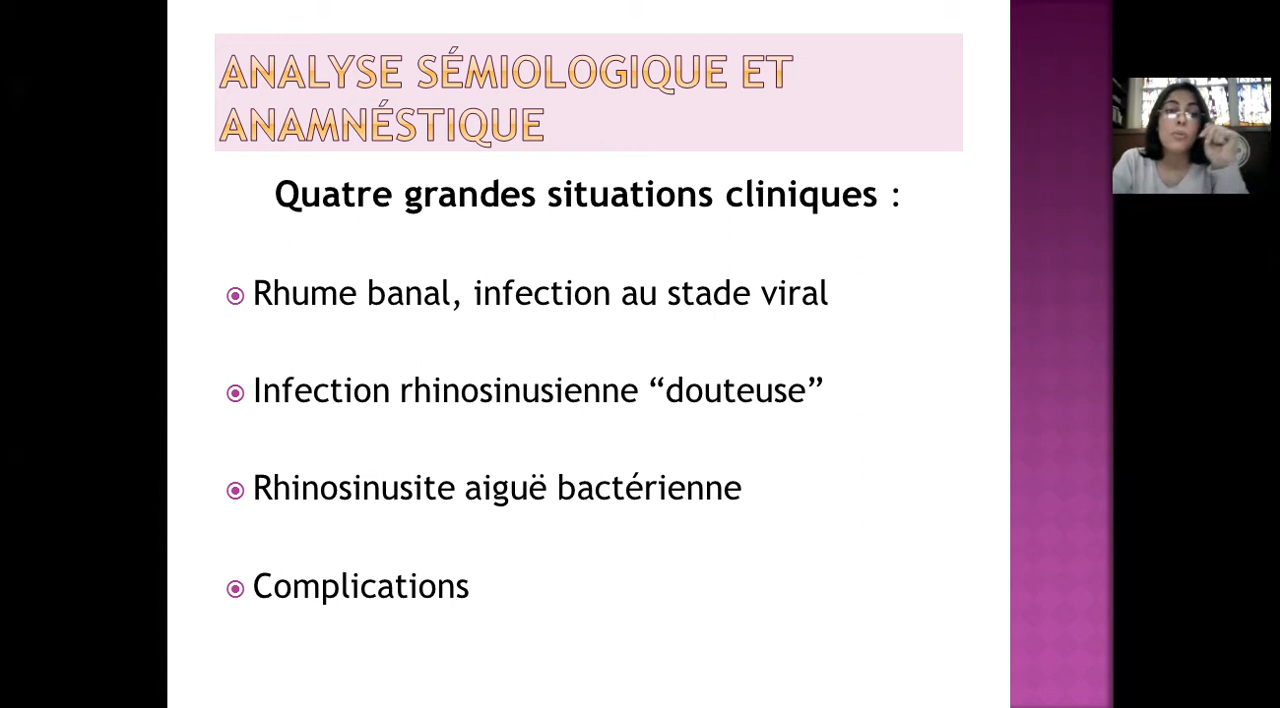 ANALYSE SÉMIOLOGIQUE ET
ANAMNÉSTIQUE
Quatre grandes situations cliniques :
Rhume banal, infection au stade viral
Infection rhinosinusienne “douteuse”
Rhinosinusite aiguë bactérienne
Complications